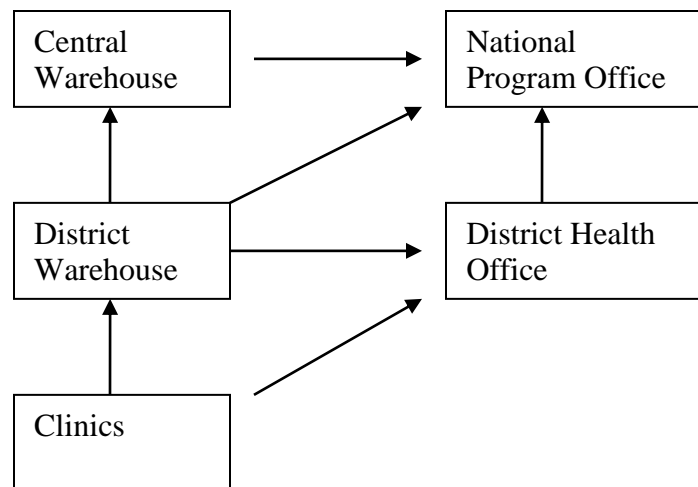 Central
Warehouse
National
Program Office
District
Warehouse
District Health
Office
Clinics